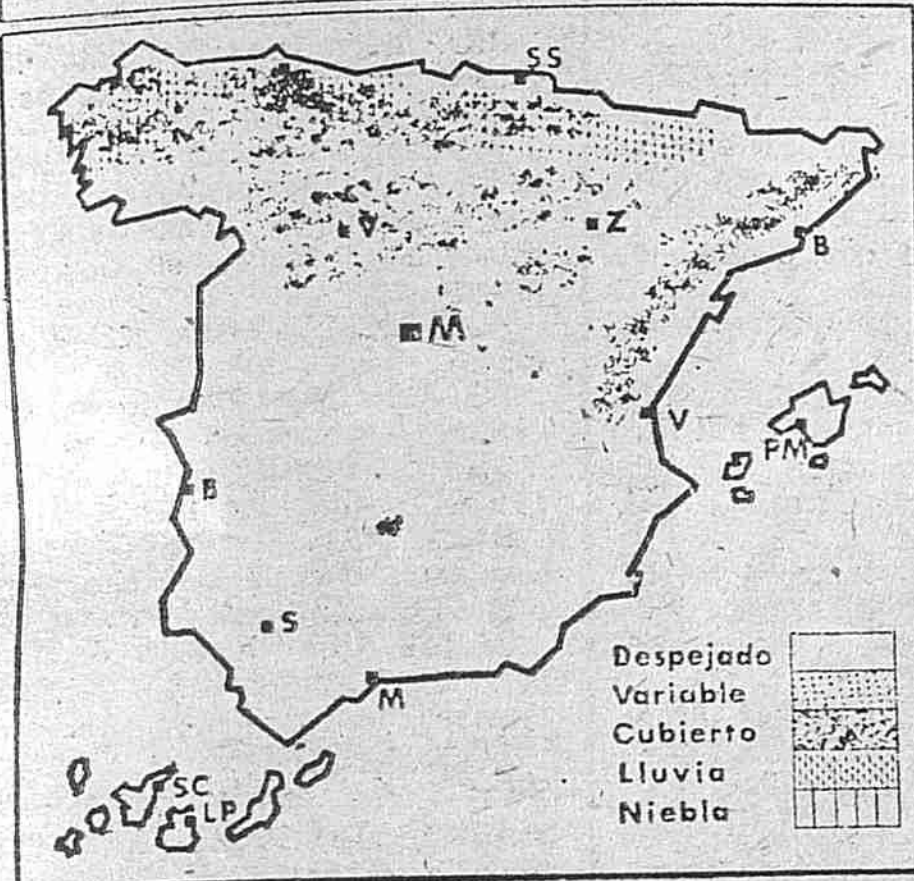 SS
V
Z
B
M
V
PM
B
S
M
SC
LP
Despejado
Variable
Cubierto
Lluvia
Niebla